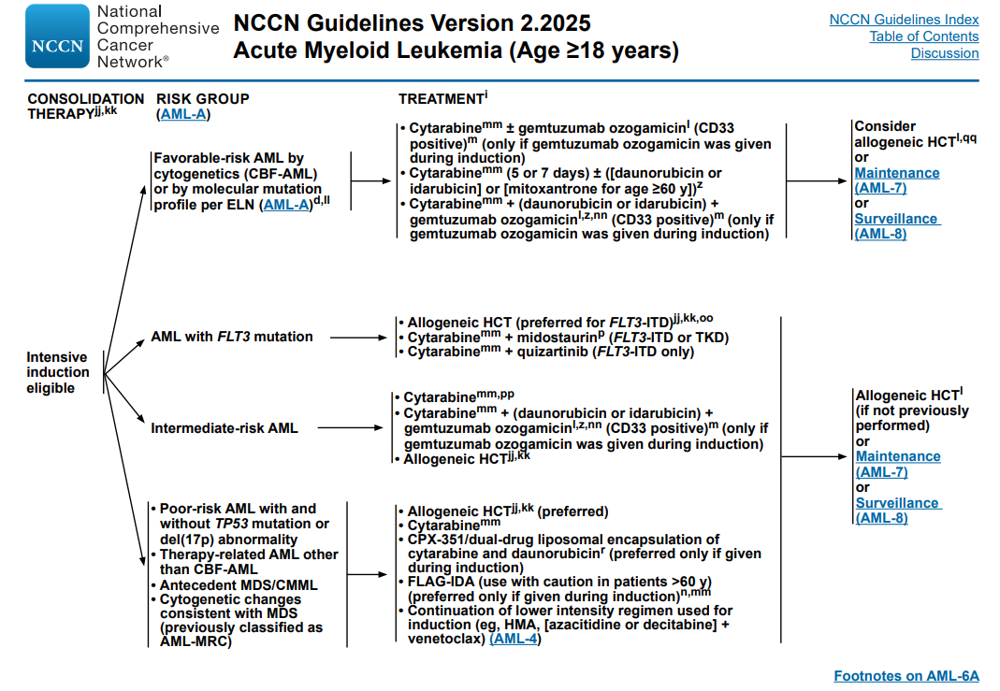 National
Comprehensive
NCCN Cancer
Network®
NCCN Guidelines Version 2.2025
Acute Myeloid Leukemia (Age ≥18 years)
NCCN Guidelines Index
Table of Contents
Discussion
CONSOLIDATION
THERAPYjj,kk
RISK GROUP
(AML-A)
TREATMENTi
Intensive
induction
eligible
Favorable-risk AML by
cytogenetics (CBF-AML)
or by molecular mutation
profile per ELN (AML-A)d,ll
• Cytarabinemm ± gemtuzumab ozogamicinl (CD33
positive)m (only if gemtuzumab ozogamicin was given
during induction)
• Cytarabinemm (5 or 7 days) ± ([daunorubicin or
idarubicin] or [mitoxantrone for age ≥60 y])z
• Cytarabinemm + (daunorubicin or idarubicin) +
gemtuzumab ozogamicinl,z,nn (CD33 positive)m (only if
gemtuzumab ozogamicin was given during induction)
Consider
allogeneic HCTl,qq
or
Maintenance
(AML-7)
or
Surveillance
(AML-8)
AML with FLT3 mutation
• Allogeneic HCT (preferred for FLT3-ITD)jj,kk,oo
• Cytarabinemm + midostaurinp (FLT3-ITD or TKD)
• Cytarabinemm + quizartinib (FLT3-ITD only)
Intermediate-risk AML
• Cytarabinemm,pp
• Cytarabinemm + (daunorubicin or idarubicin) +
gemtuzumab ozogamicinl,z,nn (CD33 positive)m (only if
gemtuzumab ozogamicin was given during induction)
• Allogeneic HCTjj,kk
• Poor-risk AML with and
without TP53 mutation or
del(17p) abnormality
• Therapy-related AML other
than CBF-AML
• Antecedent MDS/CMML
• Cytogenetic changes
consistent with MDS
(previously classified as
AML-MRC)
• Allogeneic HCTjj,kk (preferred)
• Cytarabinemm
• CPX-351/dual-drug liposomal encapsulation of
cytarabine and daunorubicinr (preferred only if given
during induction)
• FLAG-IDA (use with caution in patients >60 y)
(preferred only if given during induction)n,mm
• Continuation of lower intensity regimen used for
induction (eg, HMA, [azacitidine or decitabine] +
venetoclax) (AML-4)
Allogeneic HCTl
(if not previously
performed)
or
Maintenance
(AML-7)
or
Surveillance
(AML-8)
Footnotes on AML-6A